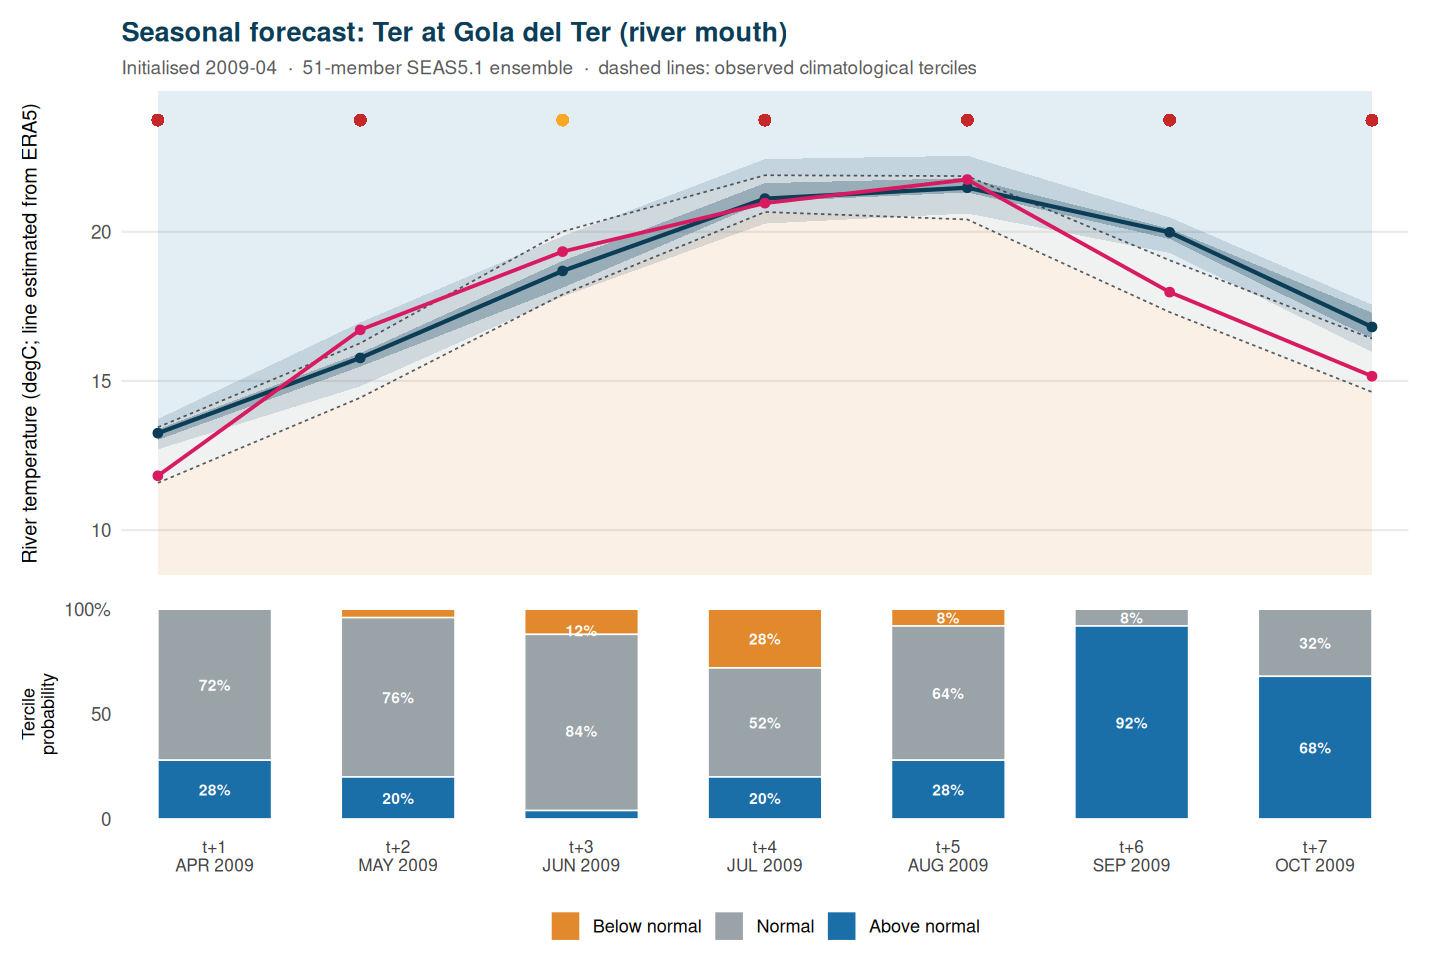 Seasonal forecast: Ter at Gola del Ter (river mouth)
Initialised 2009-04 · 51-member SEAS5.1 ensemble · dashed lines: observed climatological terciles
River temperature (degC; line estimated from ERA5)
20
15
10
100%
50
0
Tercile
probability
72%
28%
76%
20%
12%
84%
28%
52%
20%
8%
64%
28%
8%
92%
32%
68%
t+1
APR 2009
t+2
MAY 2009
t+3
JUN 2009
t+4
JUL 2009
t+5
AUG 2009
t+6
SEP 2009
t+7
OCT 2009
Below normal
Normal
Above normal